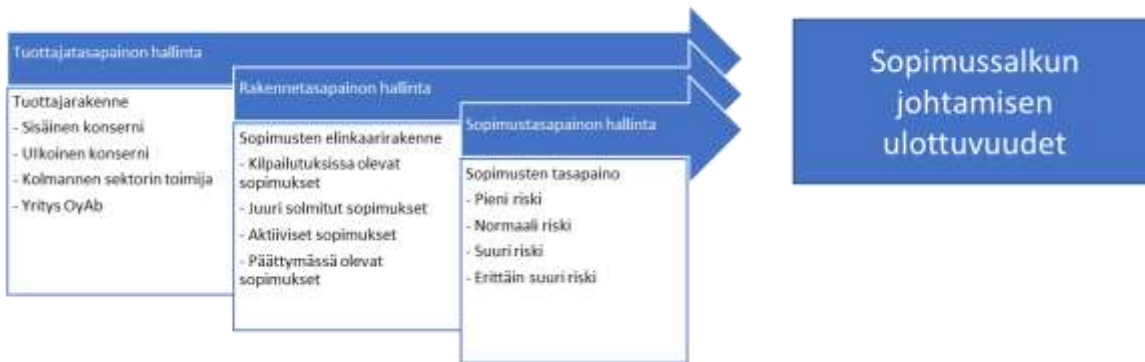 Tuottajatasapainon hallinta
Tuottajarakenne
- Sisäinen konserni
- Ulkoinen konserni
- Kolmannen sektorin toimija
- Yritys OyAb
Rakennetasapainon hallinta
Sopimusten elinkaarirakenne
- Kilpailutuksissa olevat
sopimukset
- Juuri solmitut sopimukset
- Aktiiviset sopimukset
- Päättymässä olevat
sopimukset
Sopimustasapainon hallinta
Sopimusten tasapaino
- Pieni riski
- Normaali riski
- Suuri riski
- Erittäin suuri riski
Sopimussalkun
johtamisen
ulottuvuudet